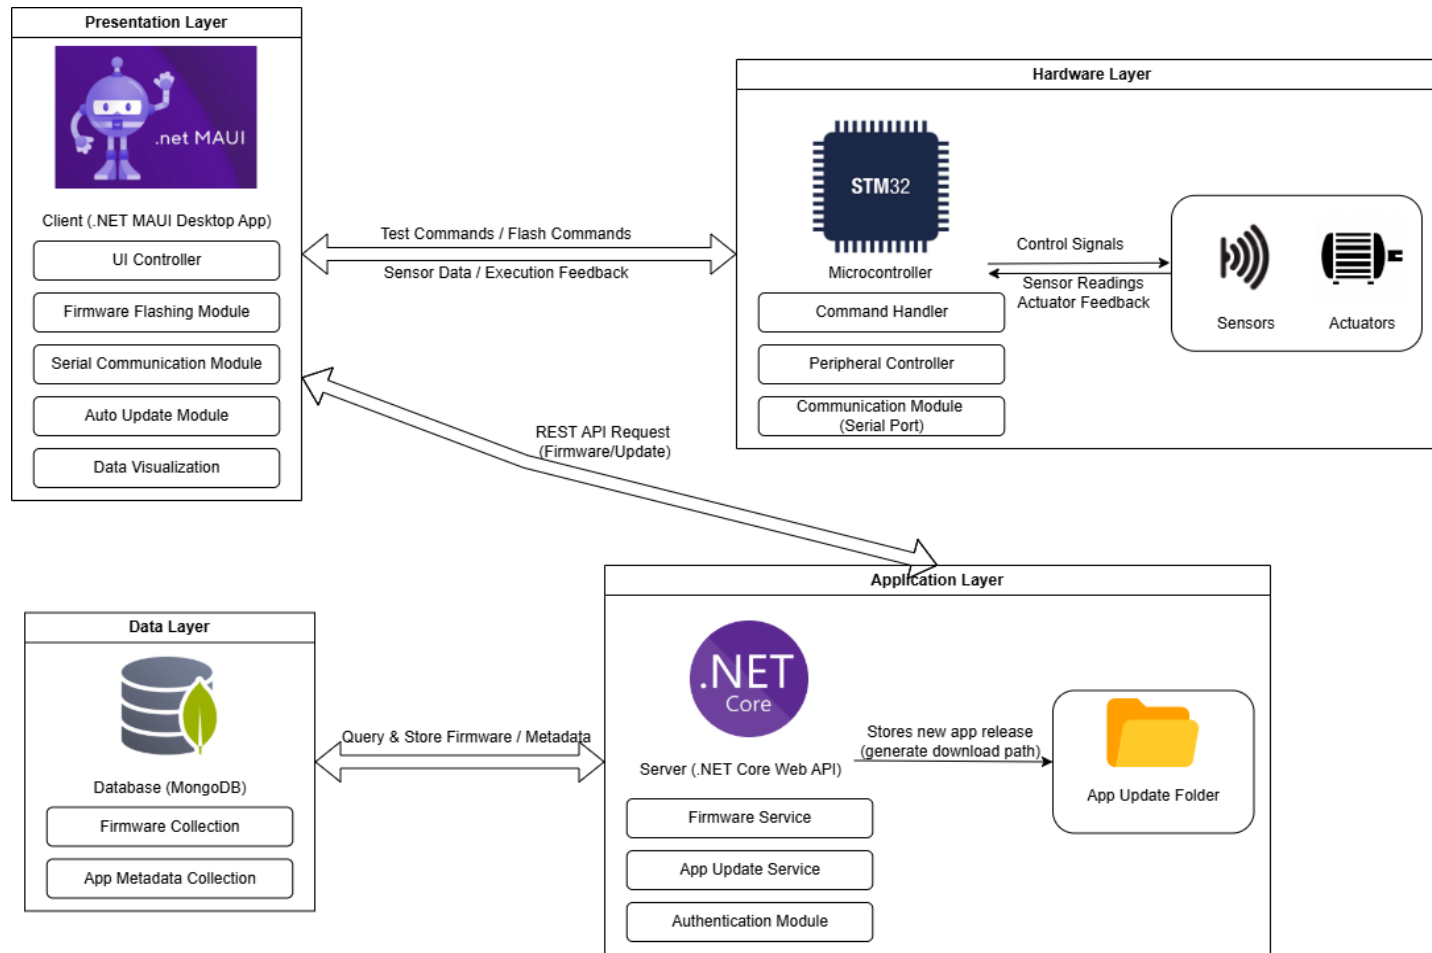 Presentation Layer
.net MAUI
Client (.NET MAUI Desktop App)
UI Controller
Firmware Flashing Module
Serial Communication Module
Auto Update Module
Data Visualization
Test Commands / Flash Commands
Sensor Data / Execution Feedback
Hardware Layer
STM32
Microcontroller
Command Handler
Peripheral Controller
Communication Module
(Serial Port)
Control Signals
Sensor Readings
Actuator Feedback
Sensors
Actuators
REST API Request
(Firmware/Update)
Data Layer
Database (MongoDB)
Firmware Collection
App Metadata Collection
Query & Store Firmware / Metadata
Application Layer
.NET
Core
Server (.NET Core Web API)
Firmware Service
App Update Service
Authentication Module
Stores new app release
(generate download path)
App Update Folder